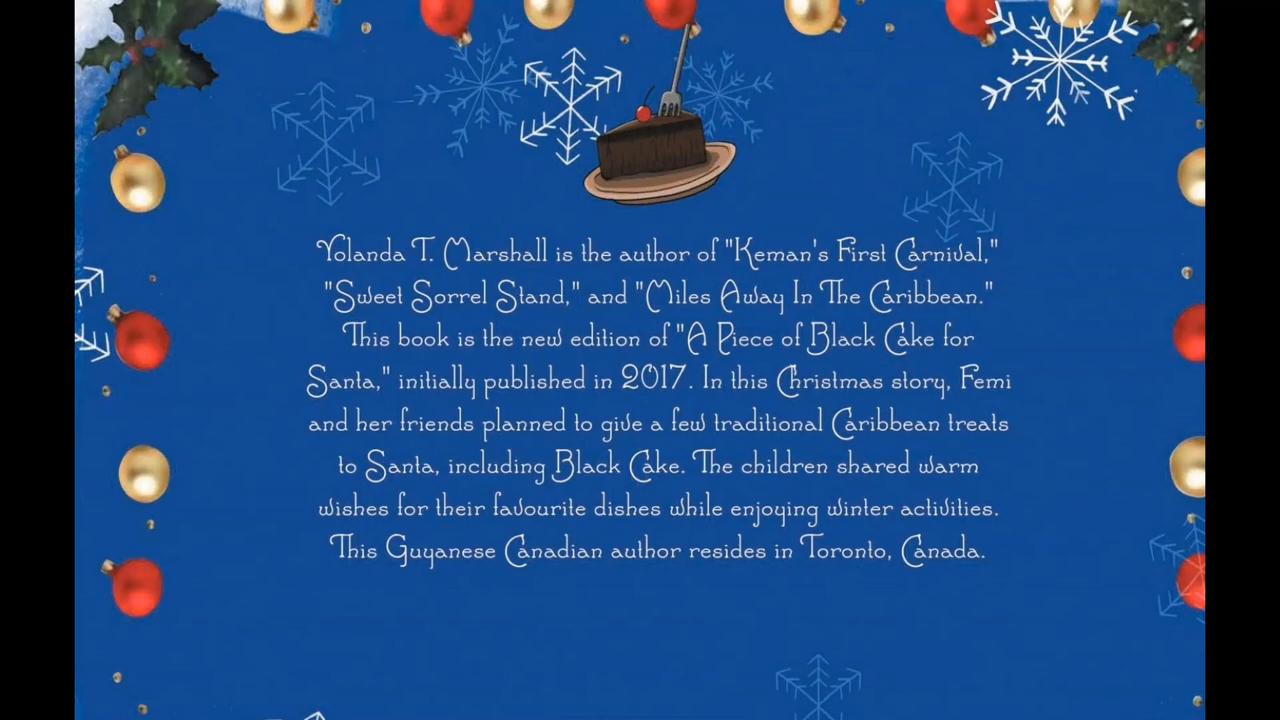 Yolanda T. Marshall is the author of "Keman's First Carnival,"
"Sweet Sorrel Stand," and "Miles Away In The Caribbean."
This book is the new edition of "A Piece of Black Cake for
Santa," initially published in 2017. In this Christmas story, Femi
and her friends planned to give a few traditional Caribbean treats
to Santa, including Black Cake. The children shared warm
wishes for their favourite dishes while enjoying winter activities.
This Guyanese Canadian author resides in Toronto, Canada.